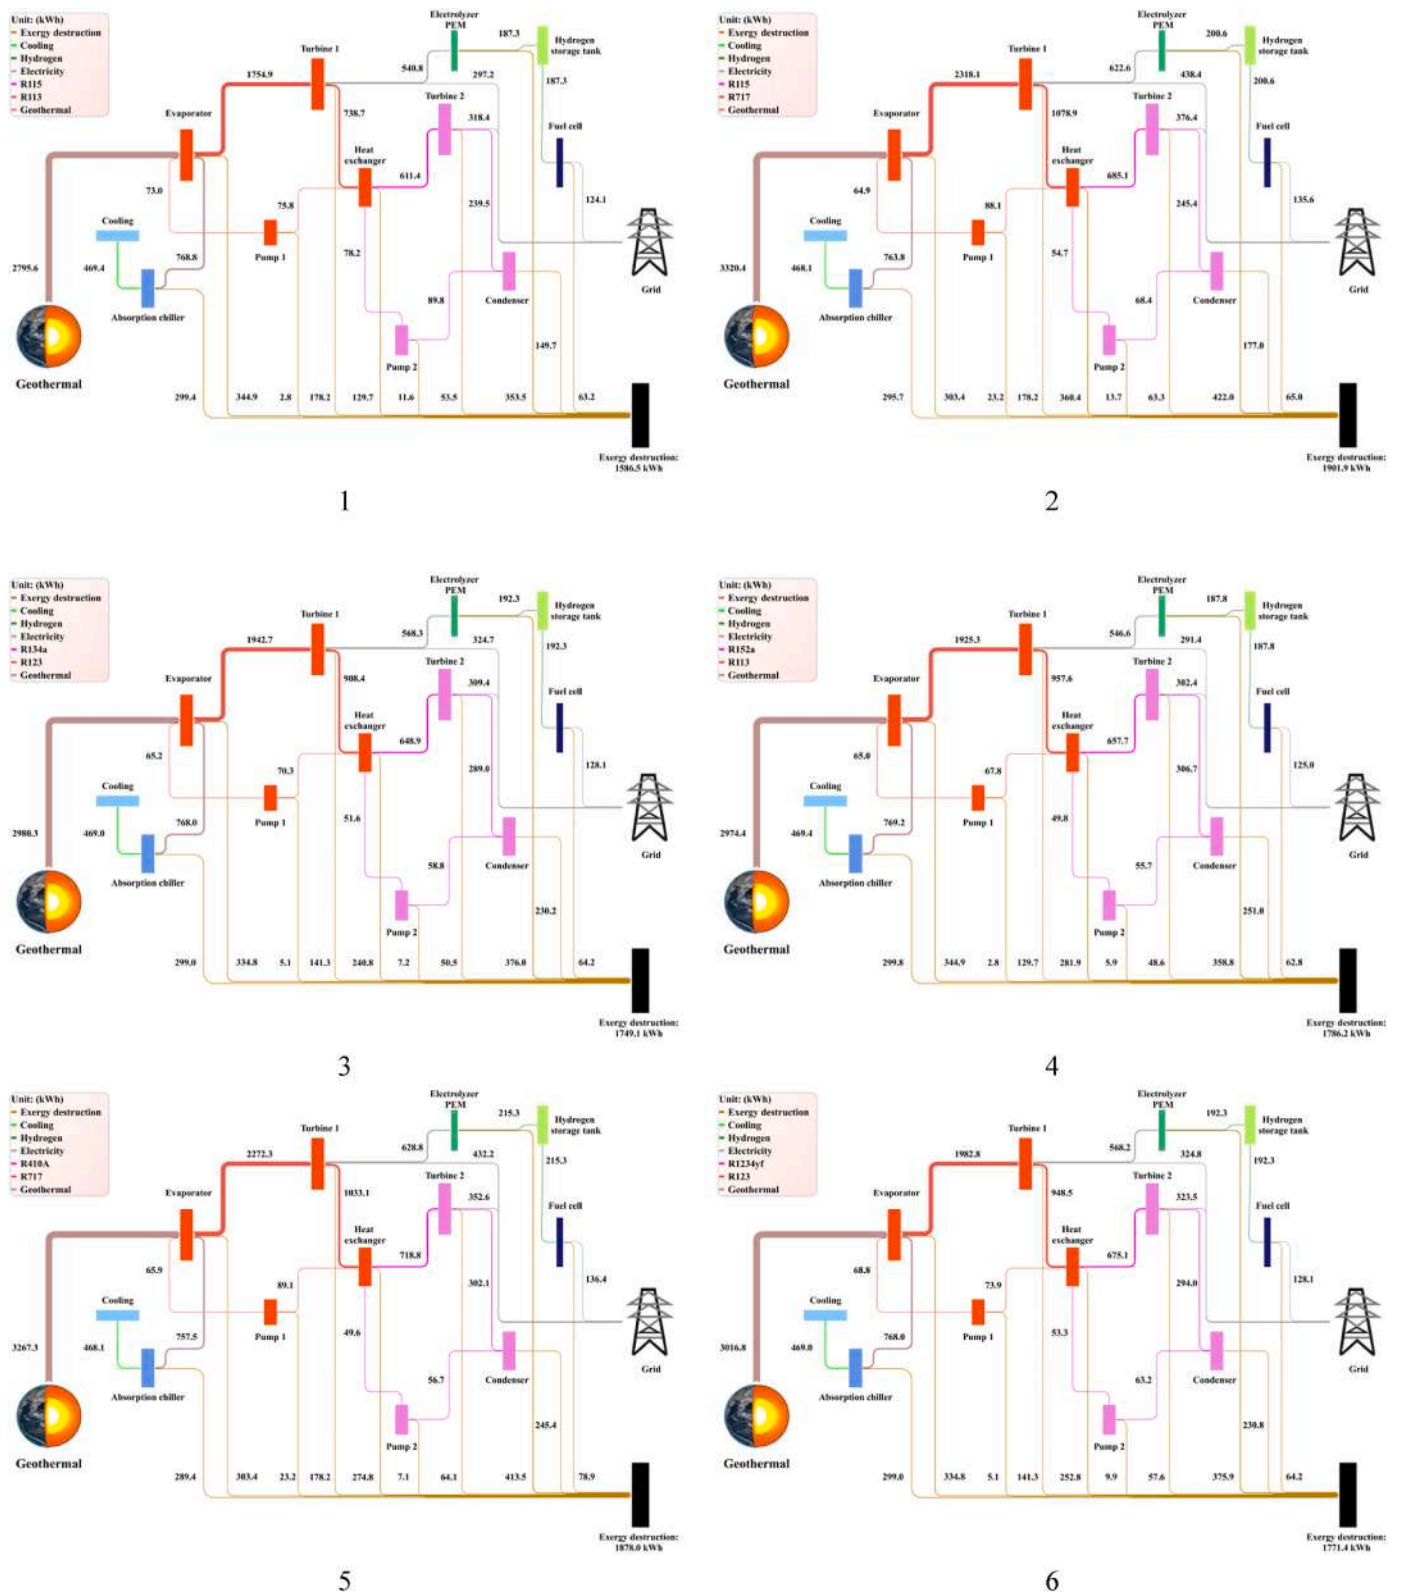 Unit: (kWh)
Exergy destruction
Cooling
Hydrogen
Electricity
R115
R113
Geothermal
Electrolyzer
PEM
187.3
Hydrogen
storage tank
Turbine 1
1754.9
540.8
297.2
187.3
Turbine 2
Evaporator
738.7
318.4
Fuel cell
Heat
exchanger
611.4
73.0
75.8
239.5
124.1
Cooling
2795.6
469.4
768.8
Pump 1
78.2
Grid
89.8
Condenser
Absorption chiller
149.7
Pump 2
Geothermal
299.4
344.9
2.8
178.2
129.7
11.6
53.5
353.5
63.2
Exergy destruction:
1586.5 kWh
1
Unit: (kWh)
Exergy destruction
Cooling
Hydrogen
Electricity
R115
R717
Geothermal
Electrolyzer
PEM
200.6
Hydrogen
storage tank
Turbine 1
2318.1
622.6
438.4
200.6
Turbine 2
Evaporator
1078.9
376.4
Fuel cell
Heat
exchanger
685.1
64.9
88.1
245.4
135.6
Cooling
3320.4
468.1
763.8
Pump 1
54.7
Grid
68.4
Condenser
Absorption chiller
177.0
Pump 2
Geothermal
295.7
303.4
23.2
178.2
360.4
13.7
63.3
422.0
65.0
Exergy destruction:
1901.9 kWh
2
Unit: (kWh)
Exergy destruction
Cooling
Hydrogen
Electricity
R134a
R123
Geothermal
Electrolyzer
PEM
192.3
Hydrogen
storage tank
Turbine 1
1942.7
568.3
324.7
192.3
Turbine 2
Evaporator
908.4
309.4
Fuel cell
Heat
exchanger
648.9
65.2
70.3
289.0
128.1
Cooling
2980.3
469.0
768.0
Pump 1
51.6
Grid
58.8
Condenser
Absorption chiller
230.2
Pump 2
Geothermal
299.0
334.8
5.1
141.3
240.8
7.2
50.5
376.0
64.2
Exergy destruction:
1749.1 kWh
3
Unit: (kWh)
Exergy destruction
Cooling
Hydrogen
Electricity
R152a
R113
Geothermal
Electrolyzer
PEM
187.8
Hydrogen
storage tank
Turbine 1
1925.3
546.6
291.4
187.8
Turbine 2
Evaporator
957.6
302.4
Fuel cell
Heat
exchanger
657.7
65.0
67.8
306.7
125.0
Cooling
2974.4
469.4
769.2
Pump 1
49.8
Grid
55.7
Condenser
Absorption chiller
251.0
Pump 2
Geothermal
299.8
344.9
2.8
129.7
281.9
5.9
48.6
358.8
62.8
Exergy destruction:
1786.2 kWh
4
Unit: (kWh)
Exergy destruction
Cooling
Hydrogen
Electricity
R410A
R717
Geothermal
Electrolyzer
PEM
215.3
Hydrogen
storage tank
Turbine 1
2272.3
628.8
432.2
215.3
Turbine 2
Evaporator
1033.1
352.6
Fuel cell
Heat
exchanger
718.8
65.9
89.1
302.1
136.4
Cooling
3267.3
468.1
757.5
Pump 1
49.6
Grid
56.7
Condenser
Absorption chiller
245.4
Pump 2
Geothermal
289.4
303.4
23.2
178.2
274.8
7.1
64.1
413.5
78.9
Exergy destruction:
1878.0 kWh
5
Unit: (kWh)
Exergy destruction
Cooling
Hydrogen
Electricity
R1234yf
R123
Geothermal
Electrolyzer
PEM
192.3
Hydrogen
storage tank
Turbine 1
1982.8
568.2
324.8
192.3
Turbine 2
Evaporator
948.5
323.5
Fuel cell
Heat
exchanger
675.1
68.8
73.9
294.0
128.1
Cooling
3016.8
469.0
768.0
Pump 1
53.3
Grid
63.2
Condenser
Absorption chiller
230.8
Pump 2
Geothermal
299.0
334.8
5.1
141.3
252.8
9.9
57.6
375.9
64.2
Exergy destruction:
1771.4 kWh
6